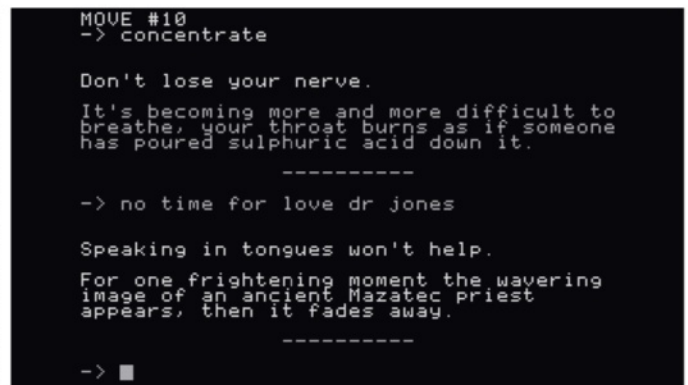 MOVE #10
-> concentrate
Don't lose your nerve.
It's becoming more and more difficult to
breathe, your throat burns as if someone
has poured sulphuric acid down it.
----------
-> no time for love dr jones
Speaking in tongues won't help.
For one frightening moment the wavering
image of an ancient Mazatec priest
appears, then it fades away.
----------
->